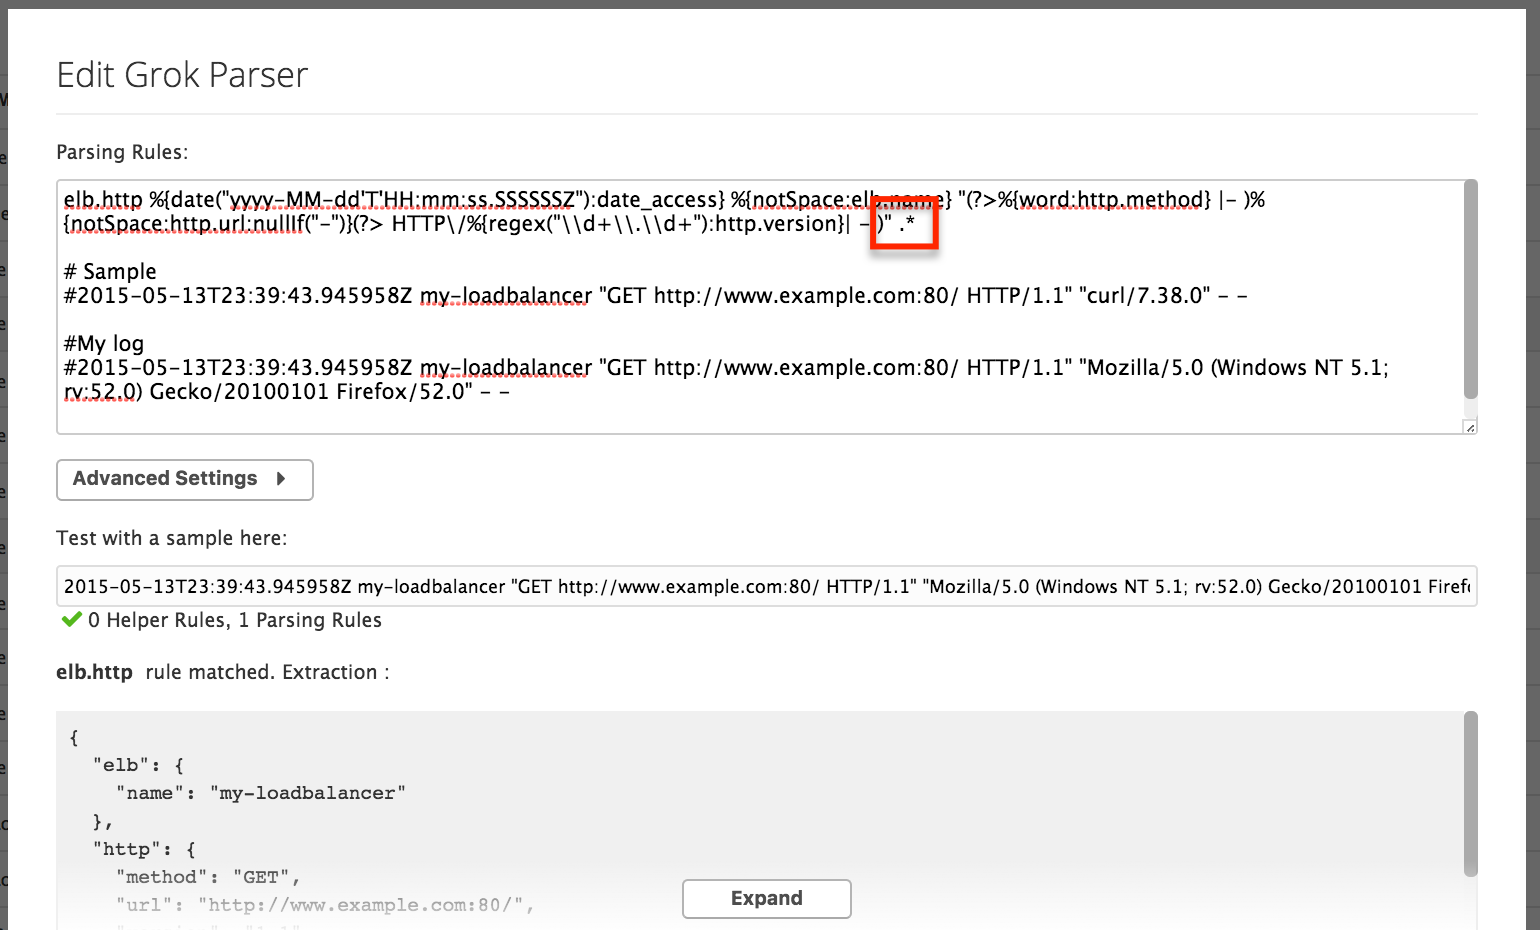 Edit Grok Parser
Parsing Rules:
elb.http %{date("yyyy-MM-dd'T'HH:mm:ss.SSSSSSZ"):date_access} %{notSpace:elb.name} "(?>%{word:http.method} |- )%
{notSpace:http.url:nullIf("-")}(?> HTTP\/%{regex("\\d+\\.\\d+"):http.version}| - )" .*
# Sample
#2015-05-13T23:39:43.945958Z my-loadbalancer "GET http://www.example.com:80/ HTTP/1.1" "curl/7.38.0" - -
#My log
#2015-05-13T23:39:43.945958Z my-loadbalancer "GET http://www.example.com:80/ HTTP/1.1" "Mozilla/5.0 (Windows NT 5.1;
rv:52.0) Gecko/20100101 Firefox/52.0" - -
Advanced Settings
Test with a sample here:
2015-05-13T23:39:43.945958Z my-loadbalancer "GET http://www.example.com:80/ HTTP/1.1" "Mozilla/5.0 (Windows NT 5.1; rv:52.0) Gecko/20100101 Firef
0 Helper Rules, 1 Parsing Rules
elb.http rule matched. Extraction :
{
"elb": {
"name": "my-loadbalancer"
},
"http": {
"method": "GET",
"url": "http://www.example.com:80/",
Expand